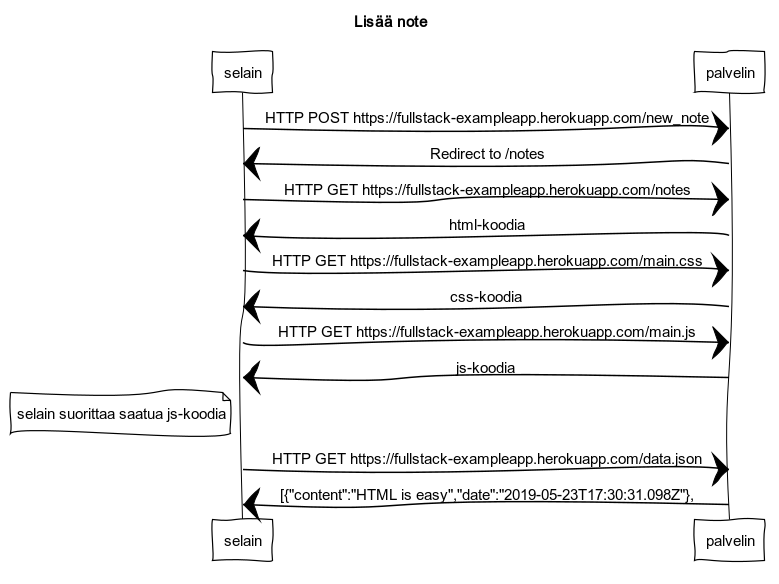 Lisää note
selain
palvelin
HTTP POST https://fullstack-exampleapp.herokuapp.com/new_note
Redirect to /notes
HTTP GET https://fullstack-exampleapp.herokuapp.com/notes
html-koodia
HTTP GET https://fullstack-exampleapp.herokuapp.com/main.css
css-koodia
HTTP GET https://fullstack-exampleapp.herokuapp.com/main.js
js-koodia
selain suorittaa saatua js-koodia
HTTP GET https://fullstack-exampleapp.herokuapp.com/data.json
[{"content":"HTML is easy","date":"2019-05-23T17:30:31.098Z"},
selain
palvelin